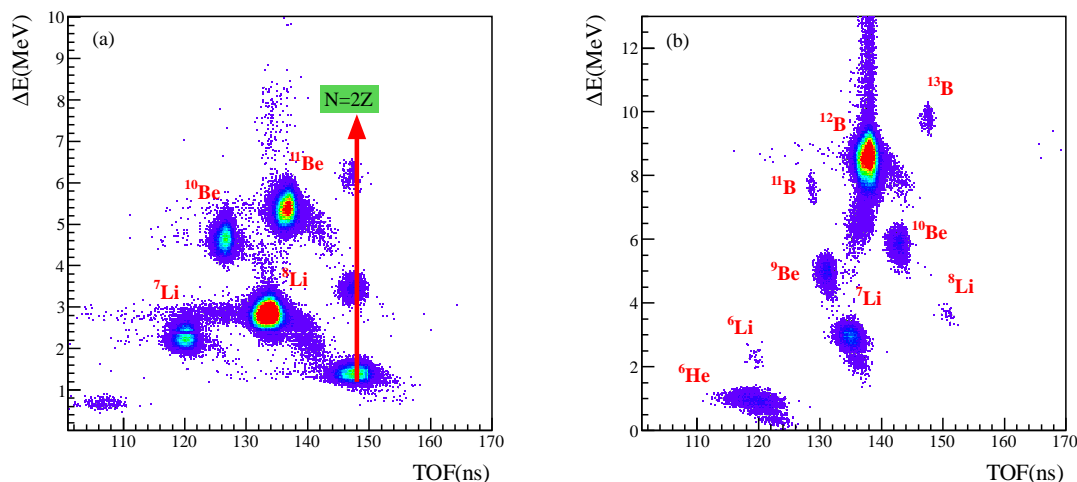 (a)
ΔE(MeV)
10
9
8
7
6
5
4
3
2
1
N=2Z
¹¹Be
¹⁰Be
⁸Li
⁷Li
110 120 130 140 150 160 170
TOF(ns)
(b)
ΔE(MeV)
12
10
8
6
4
2
0
¹³B
¹²B
¹¹B
¹⁰Be
⁹Be
⁷Li
⁸Li
⁶Li
⁶He
110 120 130 140 150 160 170
TOF(ns)